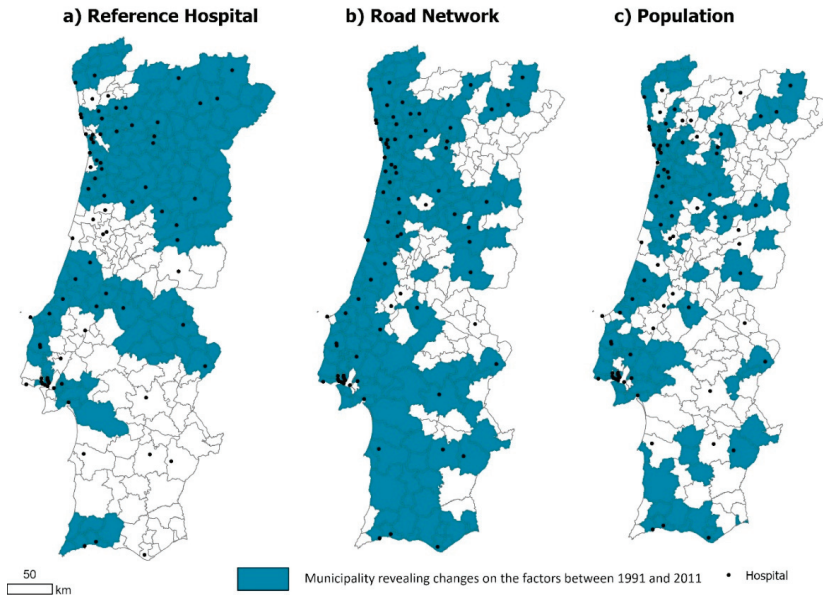 a) Reference Hospital
b) Road Network
c) Population
50
km
Municipality revealing changes on the factors between 1991 and 2011
Hospital